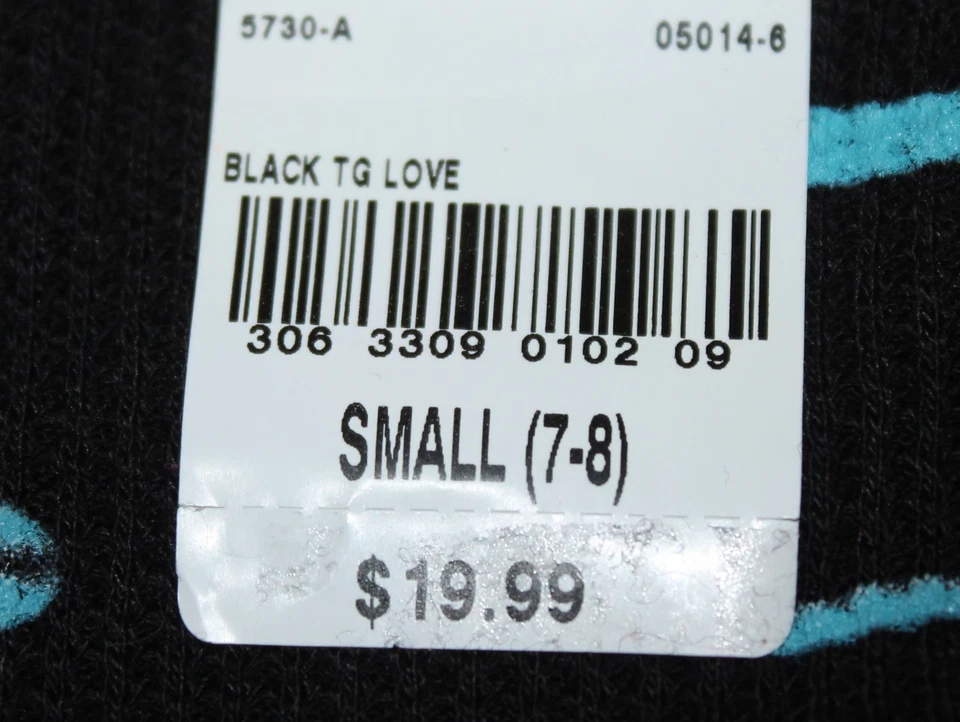 5730-A 05014-6
BLACK TG LOVE
306 3309 0102 09
SMALL (7-8)
$19.99